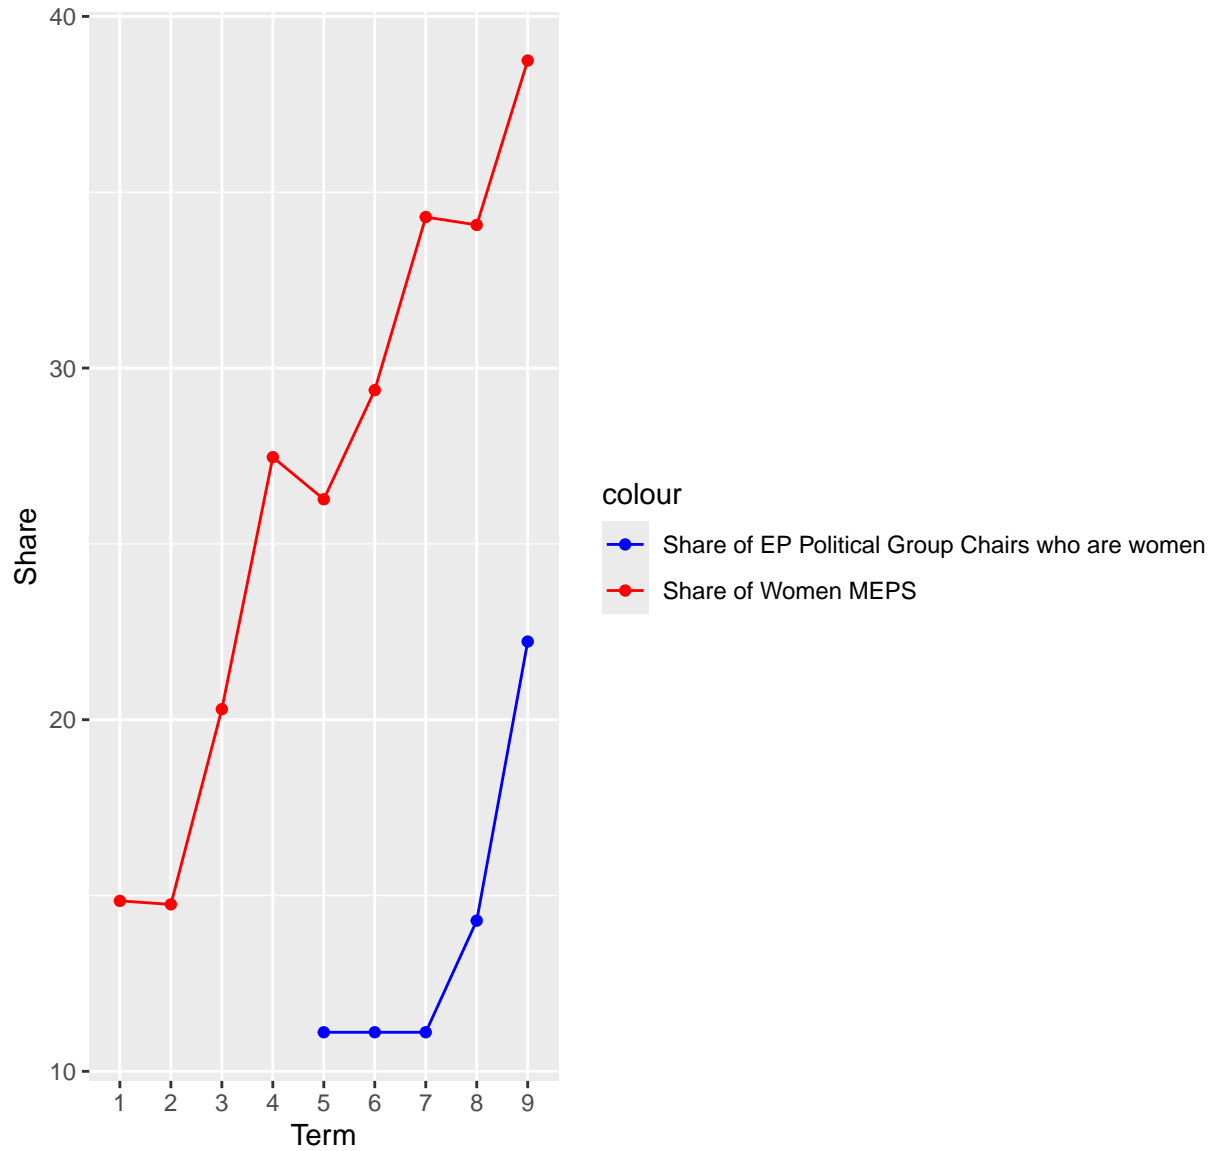 40
30
20
10
Share
1 2 3 4 5 6 7 8 9
Term
colour
Share of EP Political Group Chairs who are women
Share of Women MEPS